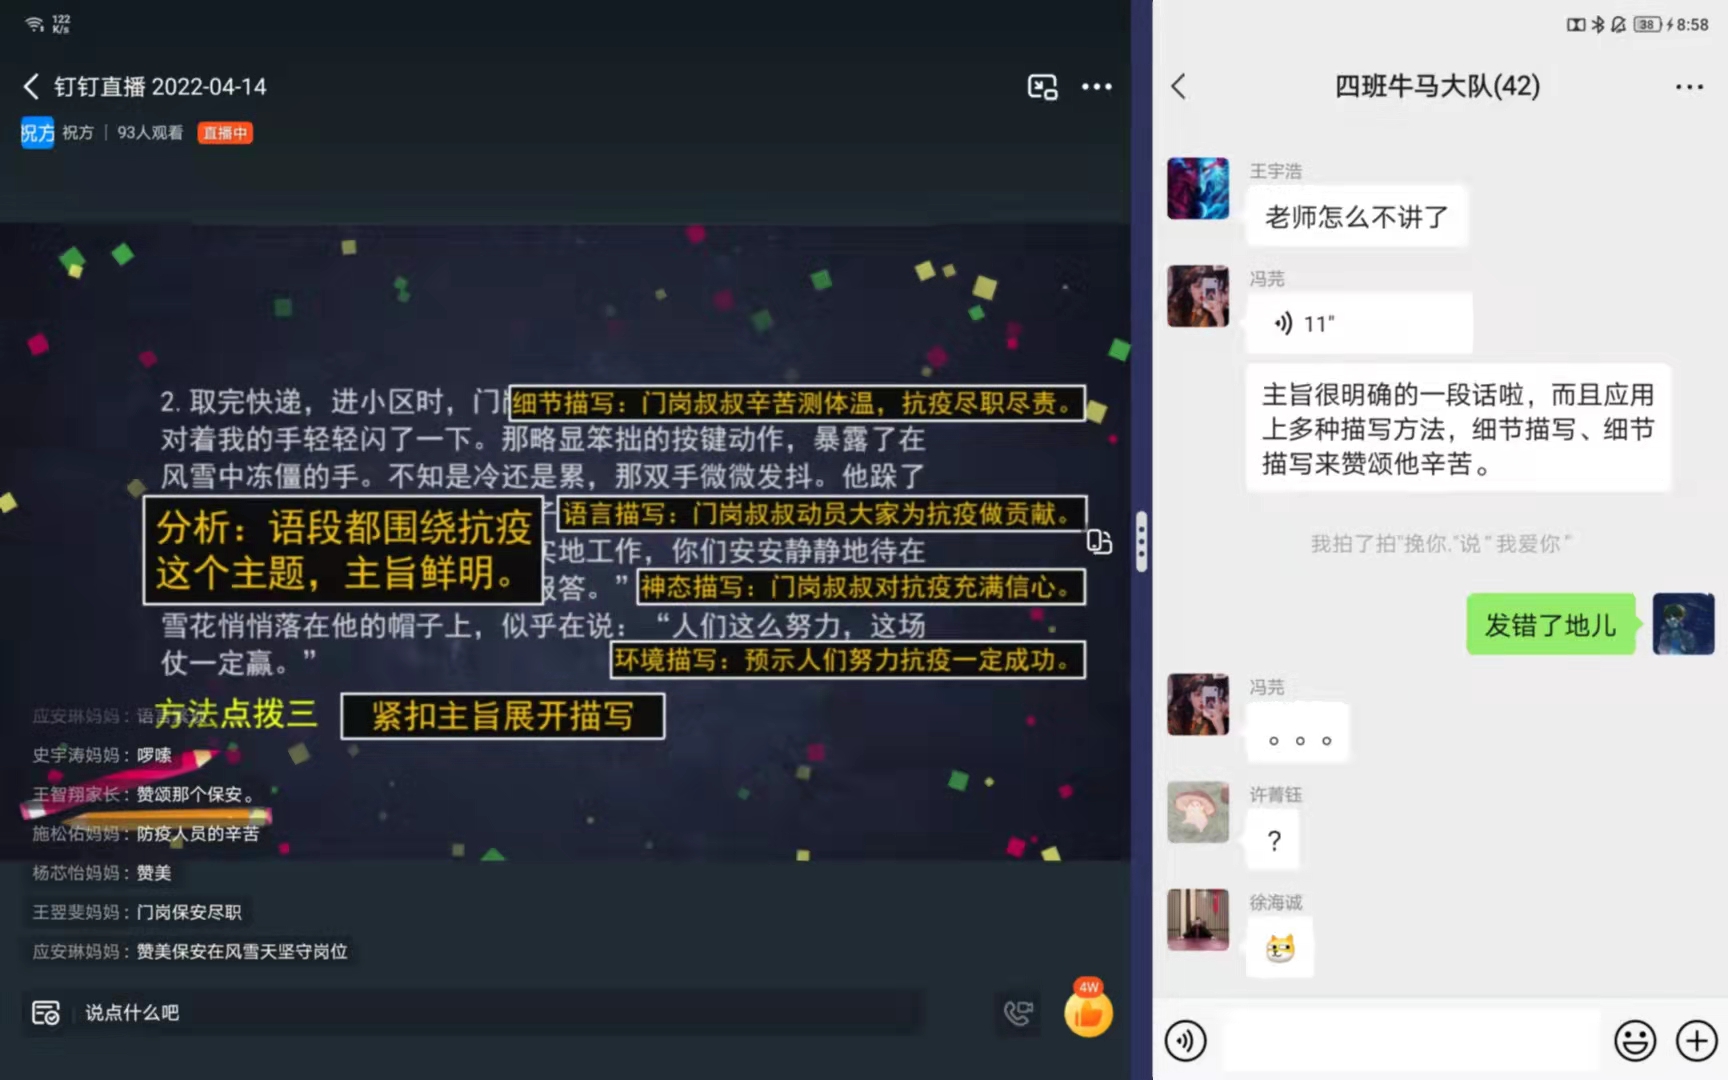 122
K/s
钉钉直播 2022-04-14
祝方
祝方 | 93人观看 直播中
2. 取完快递，进小区时，门
细节描写：门岗叔叔辛苦测体温，抗疫尽职尽责。
对着我的手轻轻闪了一下。那略显笨拙的按键动作，暴露了在
风雪中冻僵的手。不知是冷还是累，那双手微微发抖。他跺了
语言描写：门岗叔叔动员大家为抗疫做贡献。
分析：语段都围绕抗疫
这个主题，主旨鲜明。
实地工作，你们安安静静地待在
报答。”
神态描写：门岗叔叔对抗疫充满信心。
雪花悄悄落在他的帽子上，似乎在说：“人们这么努力，这场
仗一定赢。”
环境描写：预示人们努力抗疫一定成功。
方法点拨三
紧扣主旨展开描写
应安琳妈妈：语言
史宇涛妈妈：啰嗦
王智翔家长：赞颂那个保安。
施松佑妈妈：防疫人员的辛苦
杨芯怡妈妈：赞美
王翌斐妈妈：门岗保安尽职
应安琳妈妈：赞美保安在风雪天坚守岗位
说点什么吧
4W
38 8:58
四班牛马大队(42)
王宇浩
老师怎么不讲了
冯芫
11"
主旨很明确的一段话啦，而且应用
上多种描写方法，细节描写、细节
描写来赞颂他辛苦。
我拍了拍"挽你."说"我爱你"
发错了地儿
冯芫
。。。
许菁钰
?
徐海诚